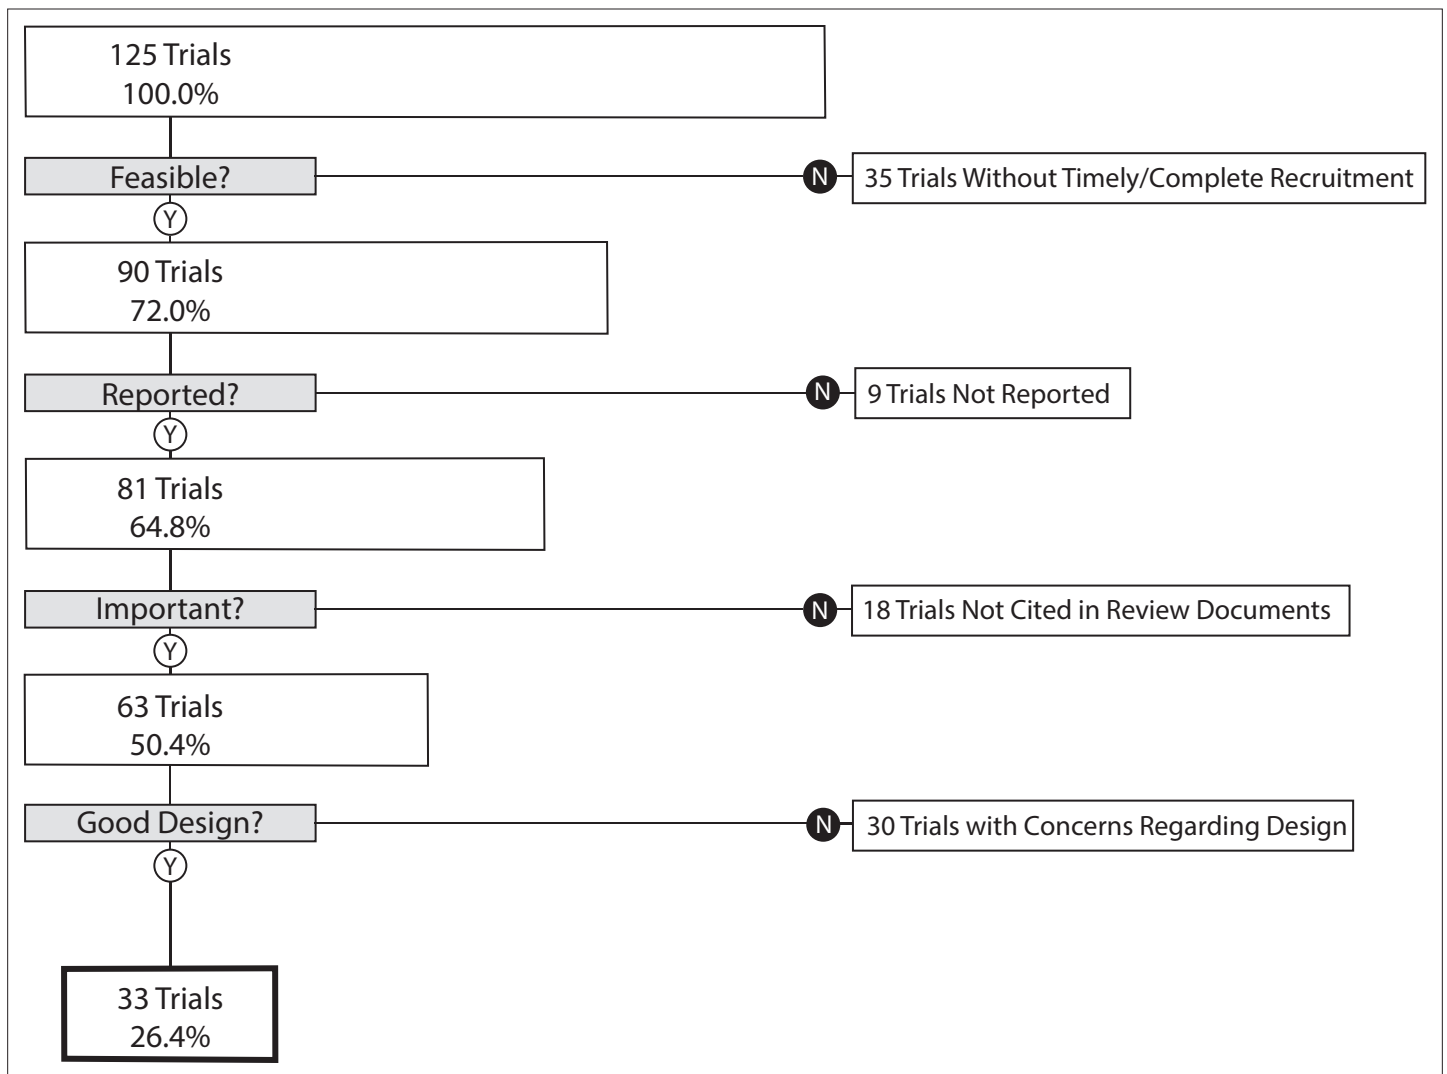 125 Trials
100.0%
Feasible?
N
35 Trials Without Timely/Complete Recruitment
Y
90 Trials
72.0%
Reported?
N
9 Trials Not Reported
Y
81 Trials
64.8%
Important?
N
18 Trials Not Cited in Review Documents
Y
63 Trials
50.4%
Good Design?
N
30 Trials with Concerns Regarding Design
Y
33 Trials
26.4%